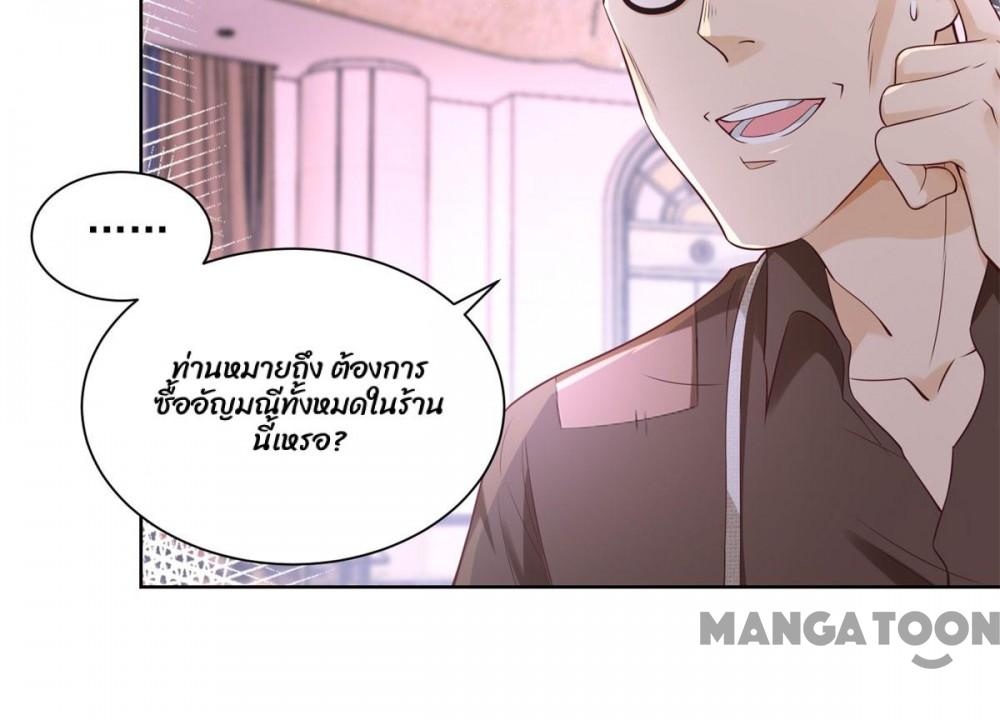 ......
ท่านหมายถึง ต้องการ
ซื้ออัญมณีทั้งหมดในร้าน
นี้เหรอ?
MANGATOON